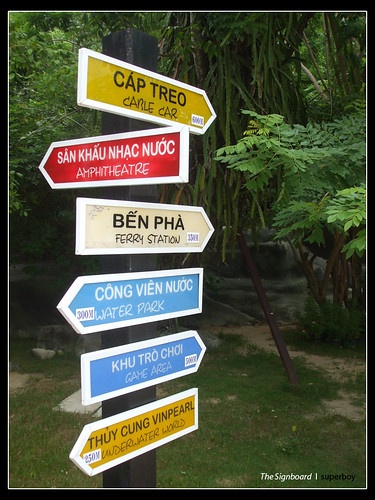 CÁP TREO
CABLE CAR
600M
SÂN KHẤU NHẠC NƯỚC
AMPHITHEATRE
BẾN PHÀ
FERRY STATION
350M
CÔNG VIÊN NƯỚC
300M
WATER PARK
KHU TRÒ CHƠI
GAME AREA
500M
THỦY CUNG VINPEARL
250M
UNDERWATER WORLD
The Signboard | superboy